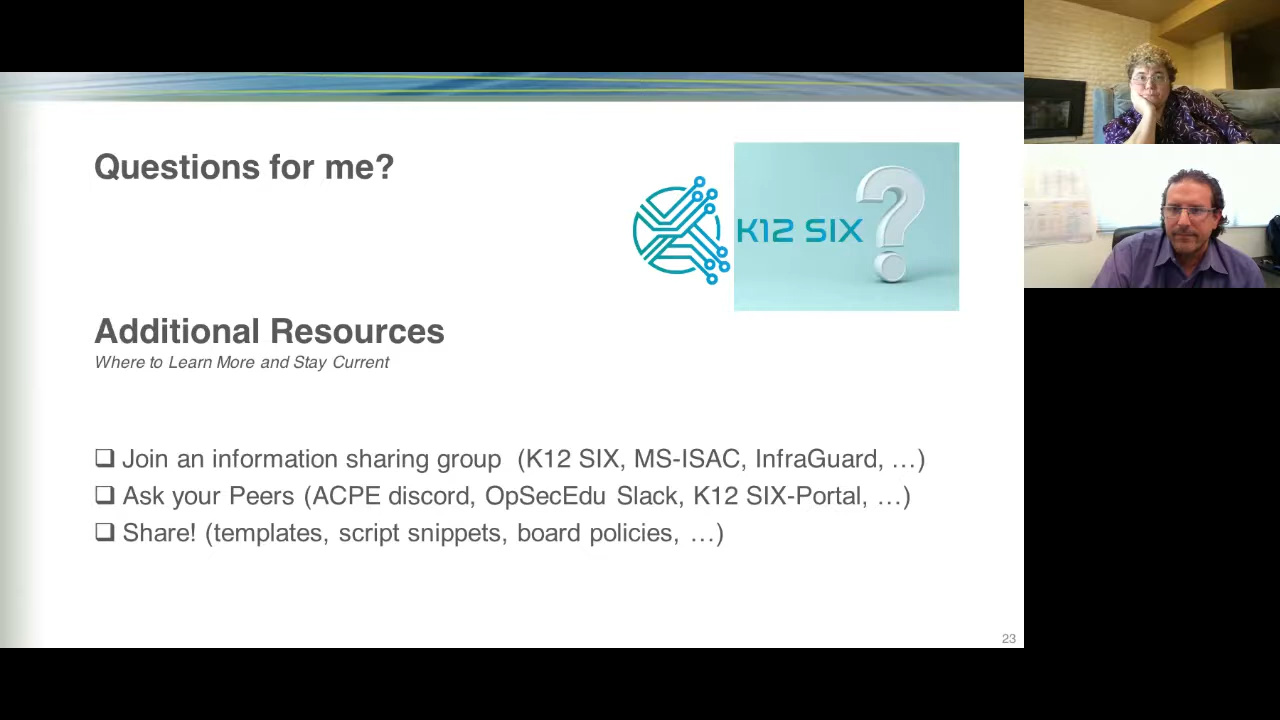 Questions for me?
K12 SIX
Additional Resources
Where to Learn More and Stay Current
Join an information sharing group (K12 SIX, MS-ISAC, InfraGuard, …)
Ask your Peers (ACPE discord, OpSecEdu Slack, K12 SIX-Portal, …)
Share! (templates, script snippets, board policies, …)
23